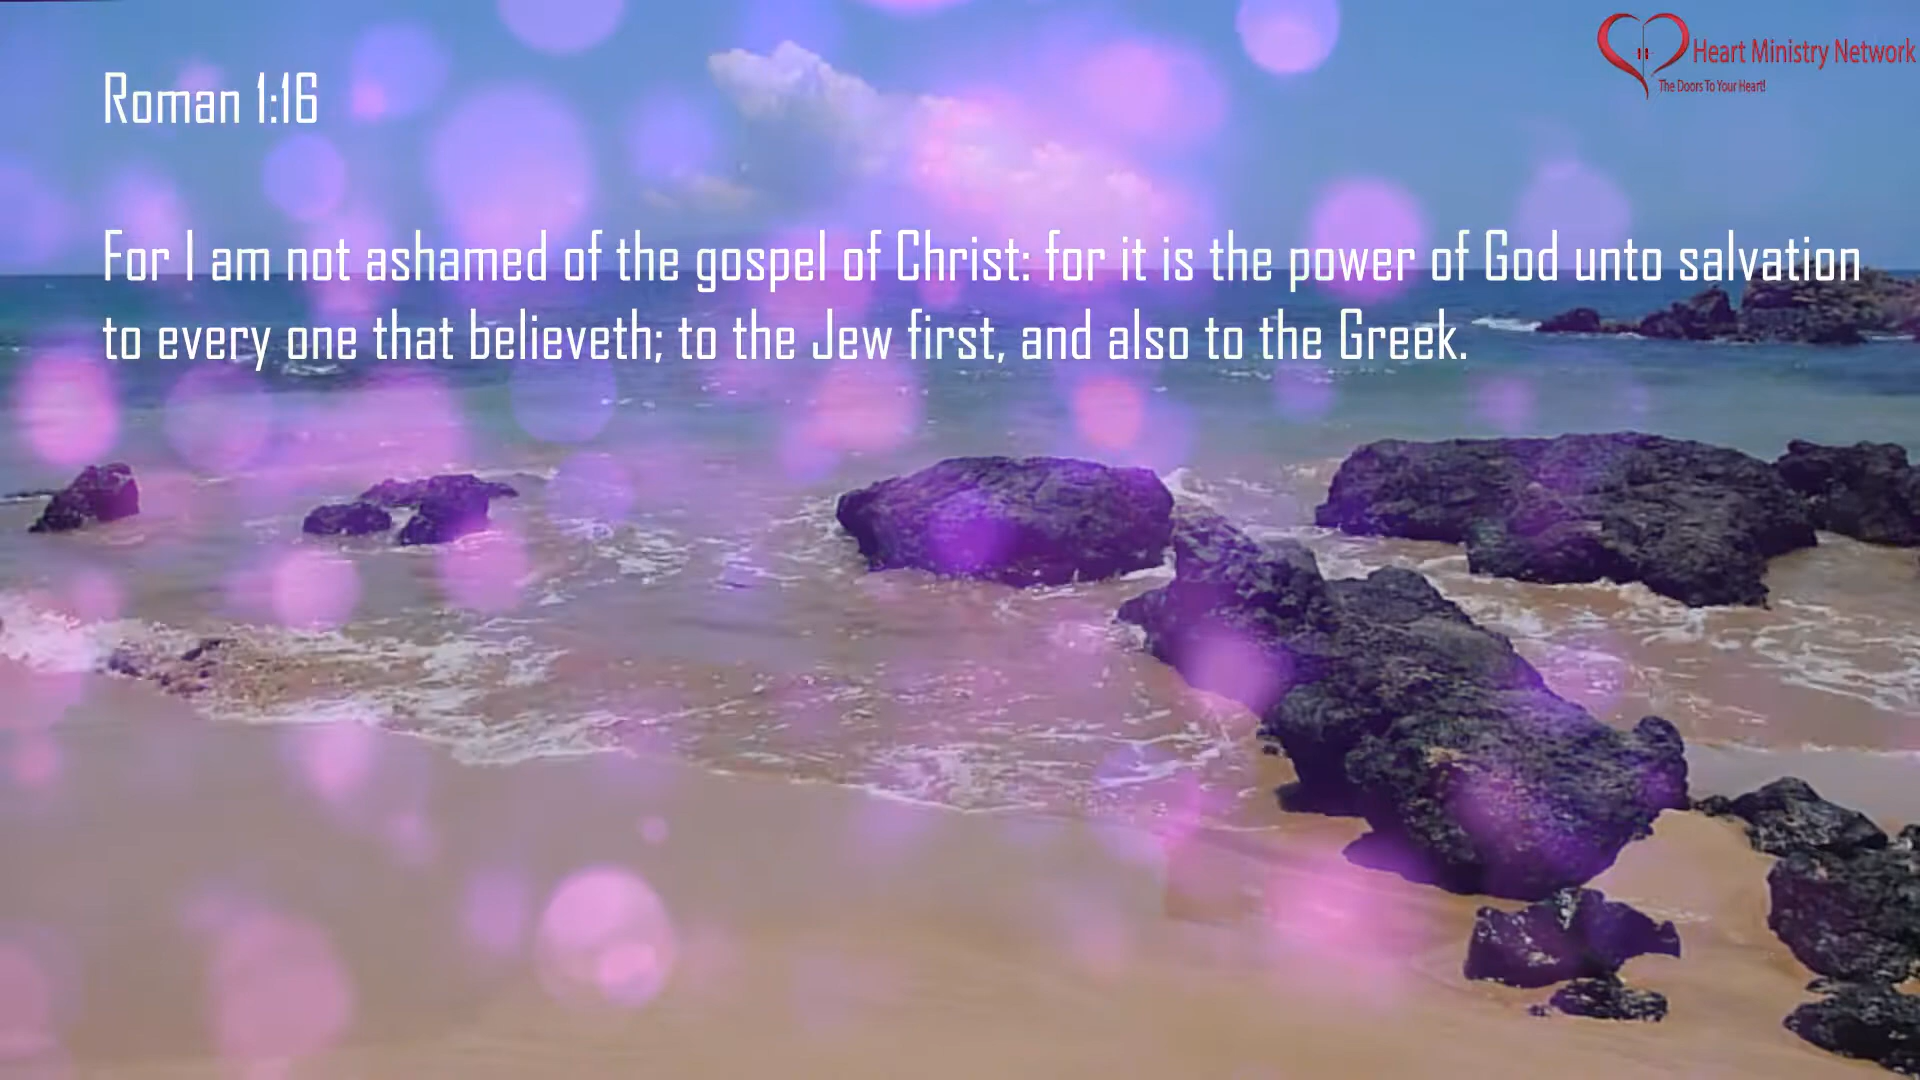 Heart Ministry Network
The Doors To Your Heart!
Roman 1:16
For I am not ashamed of the gospel of Christ: for it is the power of God unto salvation
to every one that believeth; to the Jew first, and also to the Greek.